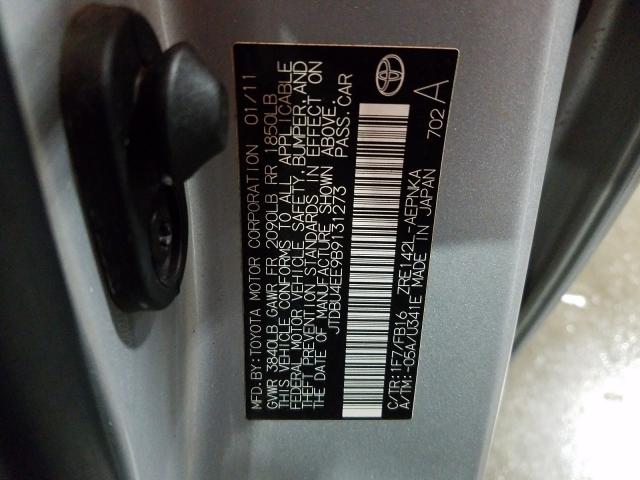 MFD.BY:TOYOTA MOTOR CORPORATION 01/11
GVWR 3840LB GAWR FR 2090LB RR 1850LB
THIS VEHICLE CONFORMS TO ALL APPLICABLE
FEDERAL MOTOR VEHICLE SAFETY, BUMPER, AND
THEFT PREVENTION STANDARDS IN EFFECT ON
THE DATE OF MANUFACTURE SHOWN ABOVE.
JTDBU4EE9B9131273 PASS.CAR
C/TR:1F7/FB16 ZRE142L-AEPNKA
A/TM:-05A/U341E MADE IN JAPAN
702 A